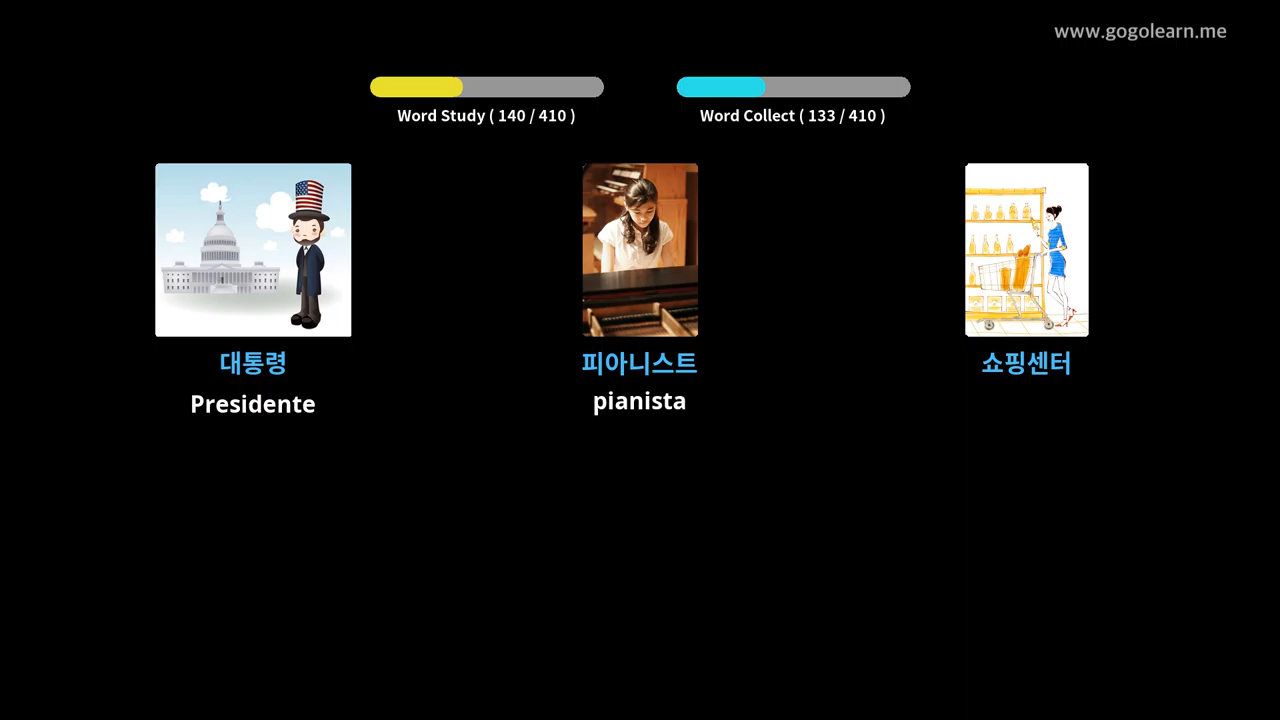 www.gogolearn.me
Word Study ( 140 / 410 )
Word Collect ( 133 / 410 )
대통령
피아니스트
쇼핑센터
Presidente
pianista